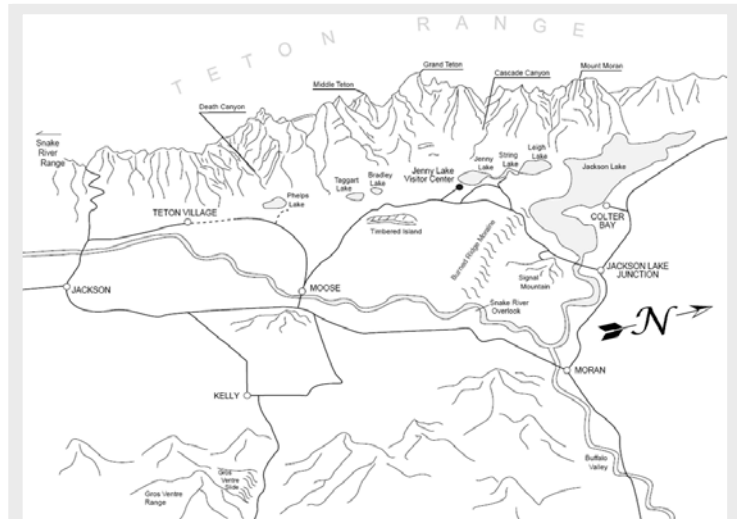 TETON RANGE
Grand Teton
Mount Moran
Cascade Canyon
Middle Teton
Death Canyon
Snake
River
Range
Leigh
Lake
String
Lake
Jenny
Lake
Jackson Lake
Jenny Lake
Visitor Center
Bradley
Lake
Taggart
Lake
Phelps
Lake
TETON VILLAGE
COLTER
BAY
Timbered Island
Burned Ridge Moraine
JACKSON LAKE
JUNCTION
Signal
Mountain
JACKSON
MOOSE
Snake River
Overlook
N
MORAN
KELLY
Buffalo
Valley
Gros
Ventre
Slide
Gros Ventre
Range